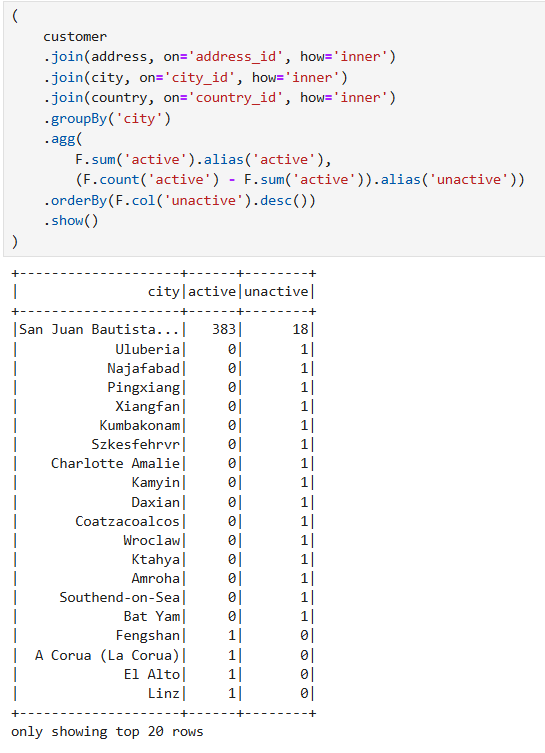 (
    customer
    .join(address, on='address_id', how='inner')
    .join(city, on='city_id', how='inner')
    .join(country, on='country_id', how='inner')
    .groupBy('city')
    .agg(
        F.sum('active').alias('active'),
        (F.count('active') - F.sum('active')).alias('unactive'))
    .orderBy(F.col('unactive').desc())
    .show()
)
+--------------------+------+--------+
|                city|active|unactive|
+--------------------+------+--------+
|San Juan Bautista...|   383|      18|
|            Uluberia|     0|       1|
|           Najafabad|     0|       1|
|           Pingxiang|     0|       1|
|            Xiangfan|     0|       1|
|          Kumbakonam|     0|       1|
|         Szkesfehrvr|     0|       1|
|    Charlotte Amalie|     0|       1|
|              Kamyin|     0|       1|
|              Daxian|     0|       1|
|       Coatzacoalcos|     0|       1|
|             Wroclaw|     0|       1|
|             Ktahya|     0|       1|
|              Amroha|     0|       1|
|     Southend-on-Sea|     0|       1|
|             Bat Yam|     0|       1|
|            Fengshan|     1|       0|
|  A Corua (La Corua)|     1|       0|
|             El Alto|     1|       0|
|                Linz|     1|       0|
+--------------------+------+--------+
only showing top 20 rows